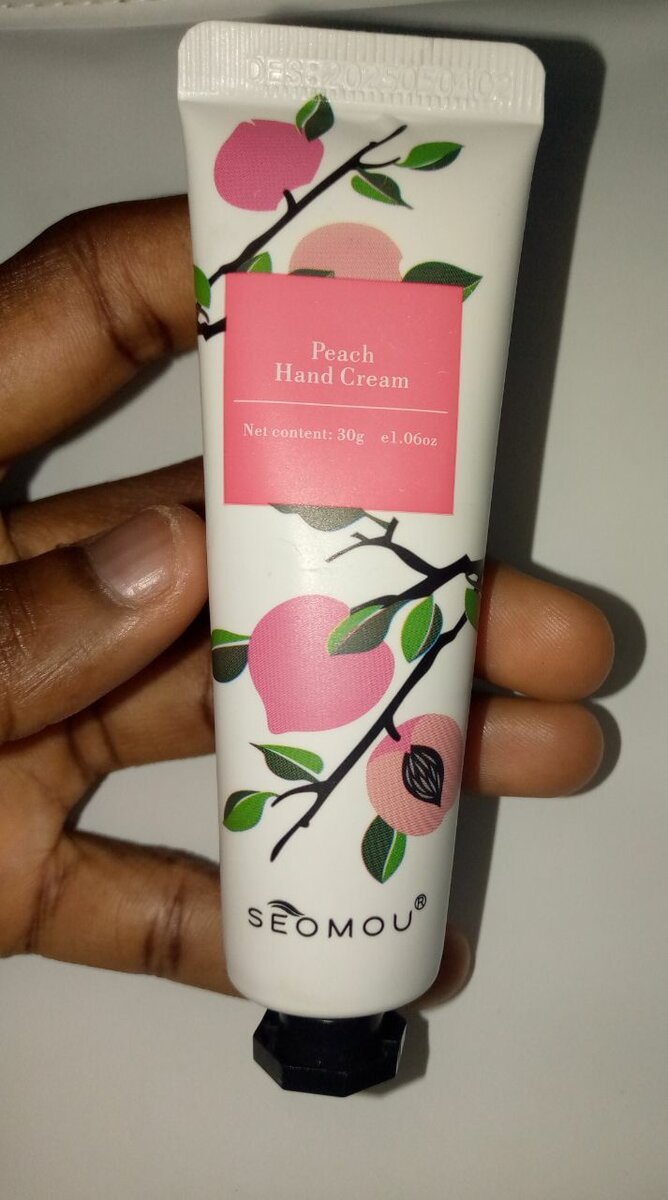 Peach
Hand Cream
Net content: 30g e1.06oz
SEOMOU®